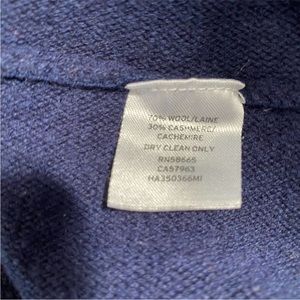 70% WOOL/LAINE
30% CASHMERE/
CACHEMIRE
DRY CLEAN ONLY
RN58665
CA57963
HA350366MI